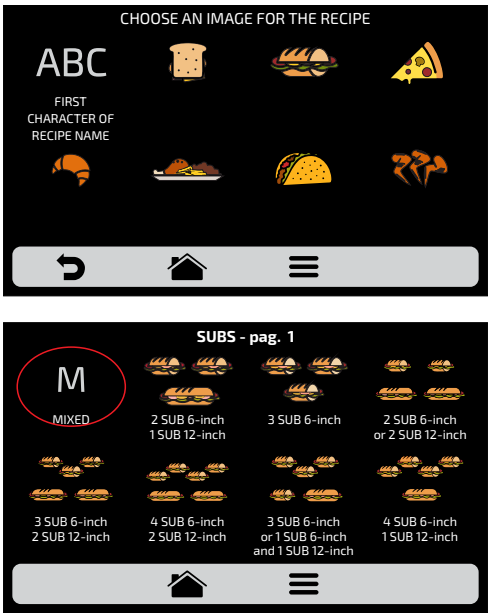 CHOOSE AN IMAGE FOR THE RECIPE
ABC
FIRST
CHARACTER OF
RECIPE NAME
SUBS - pag. 1
M
MIXED
2 SUB 6-inch
1 SUB 12-inch
3 SUB 6-inch
2 SUB 6-inch
or 2 SUB 12-inch
3 SUB 6-inch
2 SUB 12-inch
4 SUB 6-inch
2 SUB 12-inch
3 SUB 6-inch
or 1 SUB 6-inch
and 1 SUB 12-inch
4 SUB 6-inch
1 SUB 12-inch